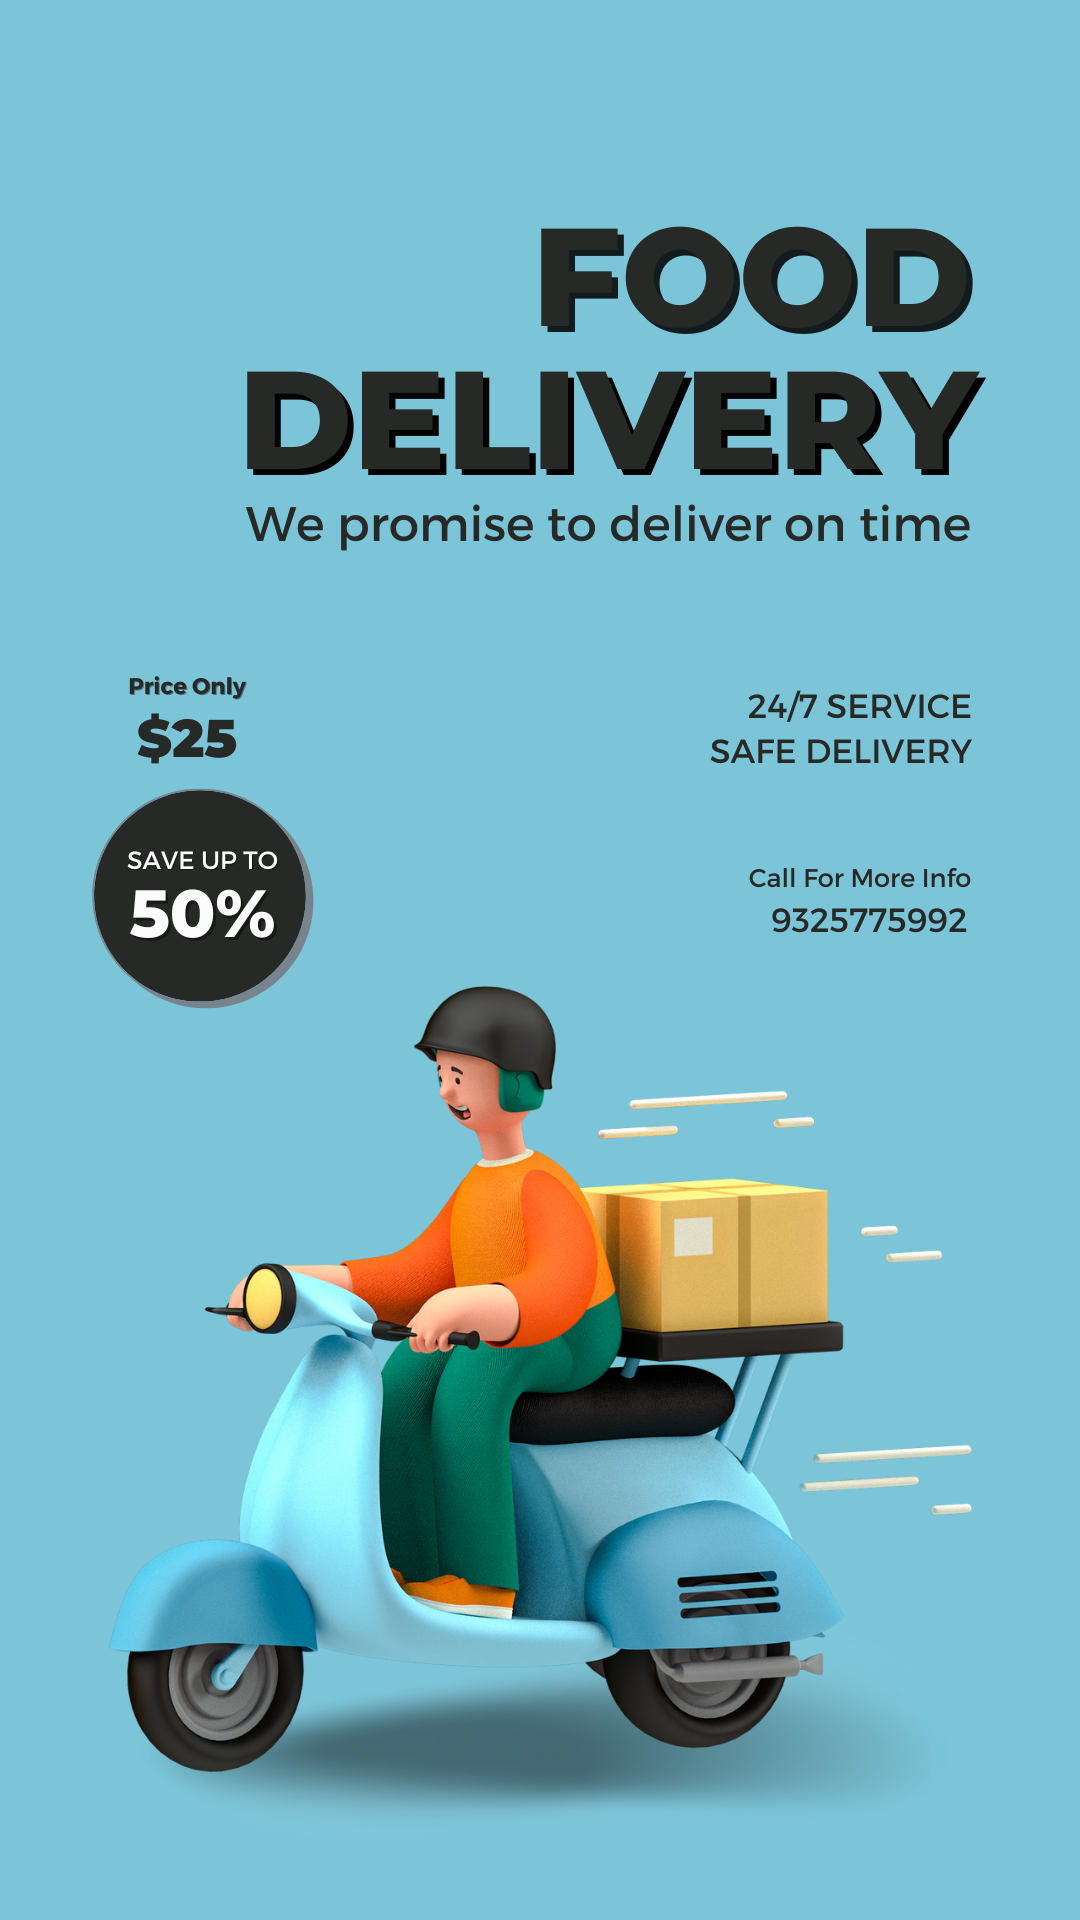 FOOD
DELIVERY
We promise to deliver on time
Price Only
$25
SAVE UP TO
50%
24/7 SERVICE
SAFE DELIVERY
Call For More Info
9325775992